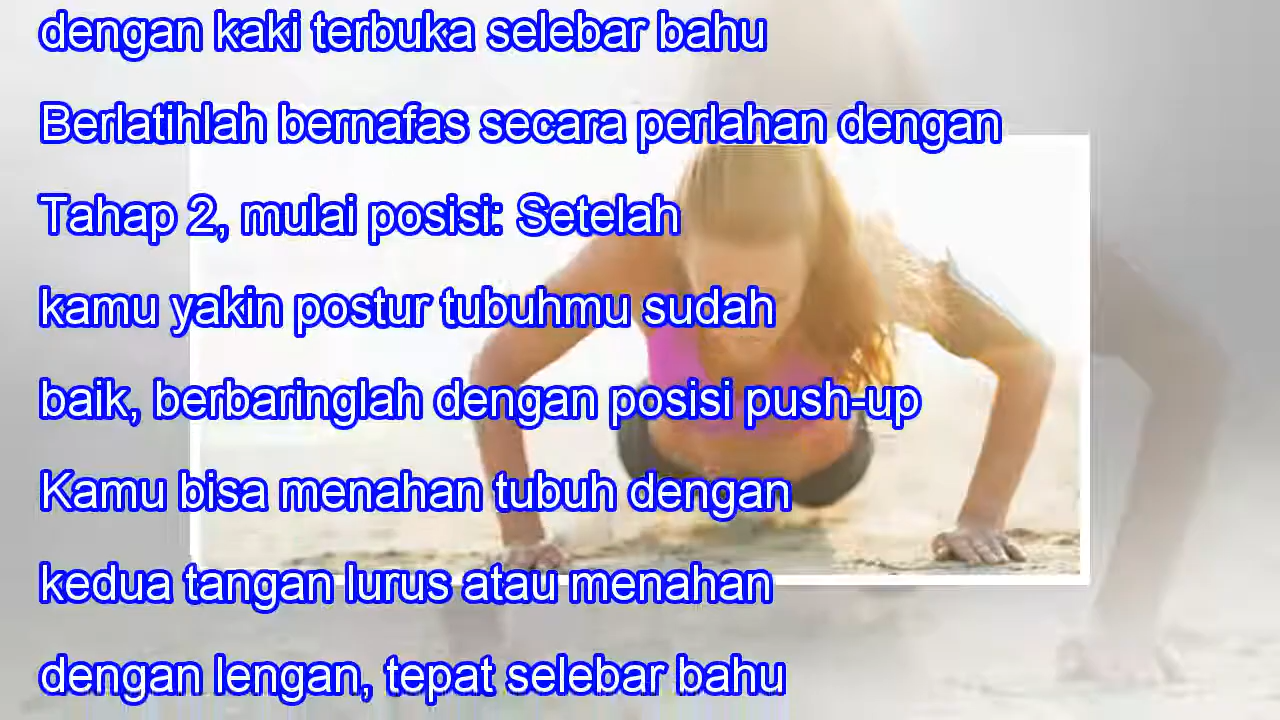 dengan kaki terbuka selebar bahu
Berlatihlah bernafas secara perlahan dengan
Tahap 2, mulai posisi: Setelah
kamu yakin postur tubuhmu sudah
baik, berbaringlah dengan posisi push-up
Kamu bisa menahan tubuh dengan
kedua tangan lurus atau menahan
dengan lengan, tepat selebar bahu